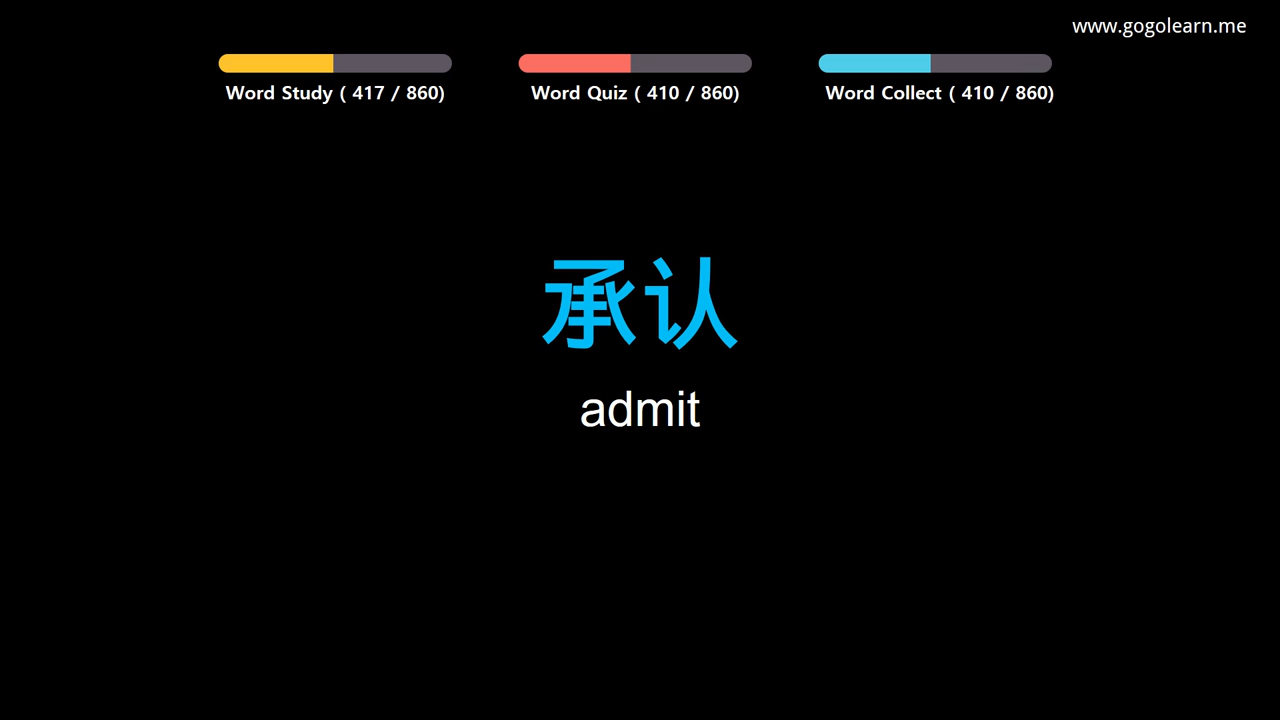 www.gogolearn.me
Word Study ( 417 / 860)
Word Quiz ( 410 / 860)
Word Collect ( 410 / 860)
承认
admit